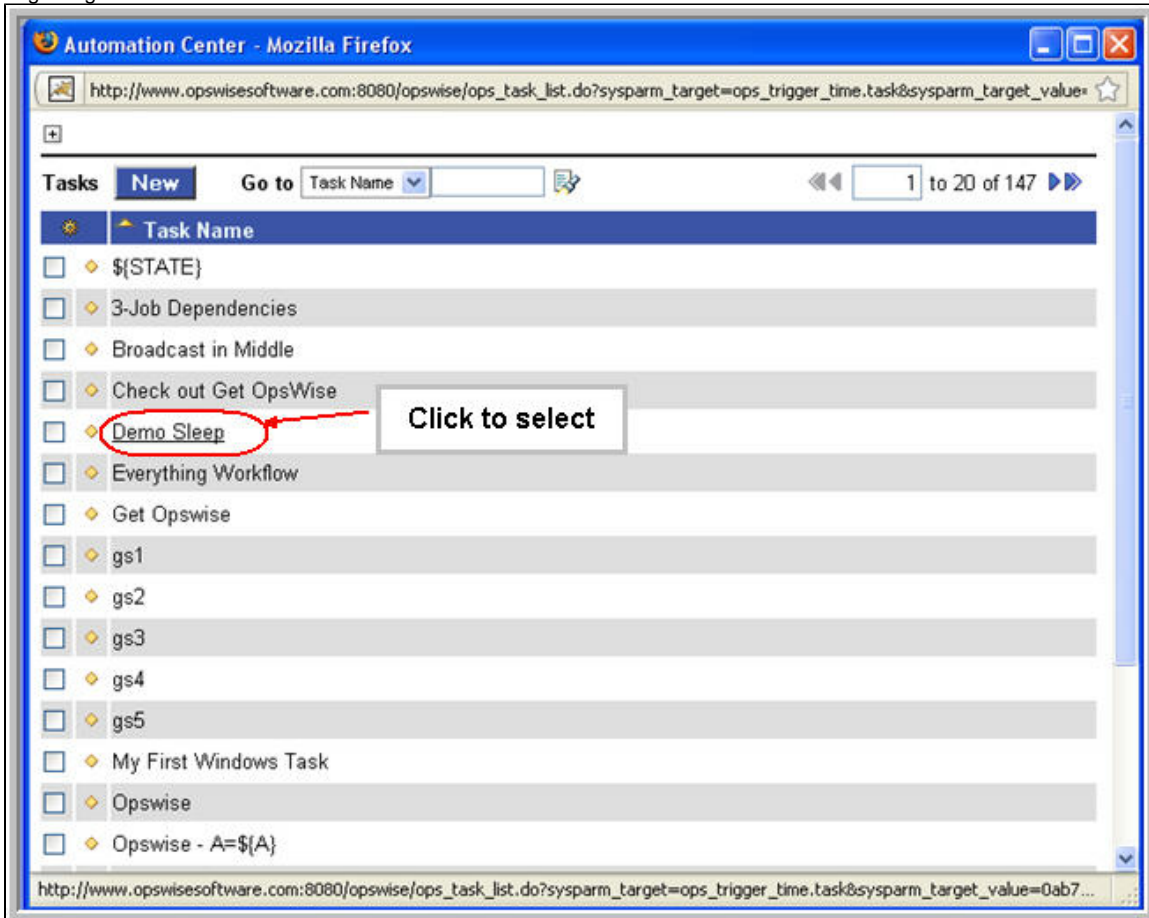 Automation Center - Mozilla Firefox
http://www.opswisesoftware.com:8080/opswise/ops_task_list.do?sysparm_target=ops_trigger_time.task&sysparm_target_value=
Tasks New Go to Task Name 1 to 20 of 147
Task Name
${STATE}
3-Job Dependencies
Broadcast in Middle
Check out Get OpsWise
Click to select
Demo Sleep
Everything Workflow
Get Opswise
gs1
gs2
gs3
gs4
gs5
My First Windows Task
Opswise
Opswise - A=${A}
http://www.opswisesoftware.com:8080/opswise/ops_task_list.do?sysparm_target=ops_trigger_time.task&sysparm_target_value=0ab7...